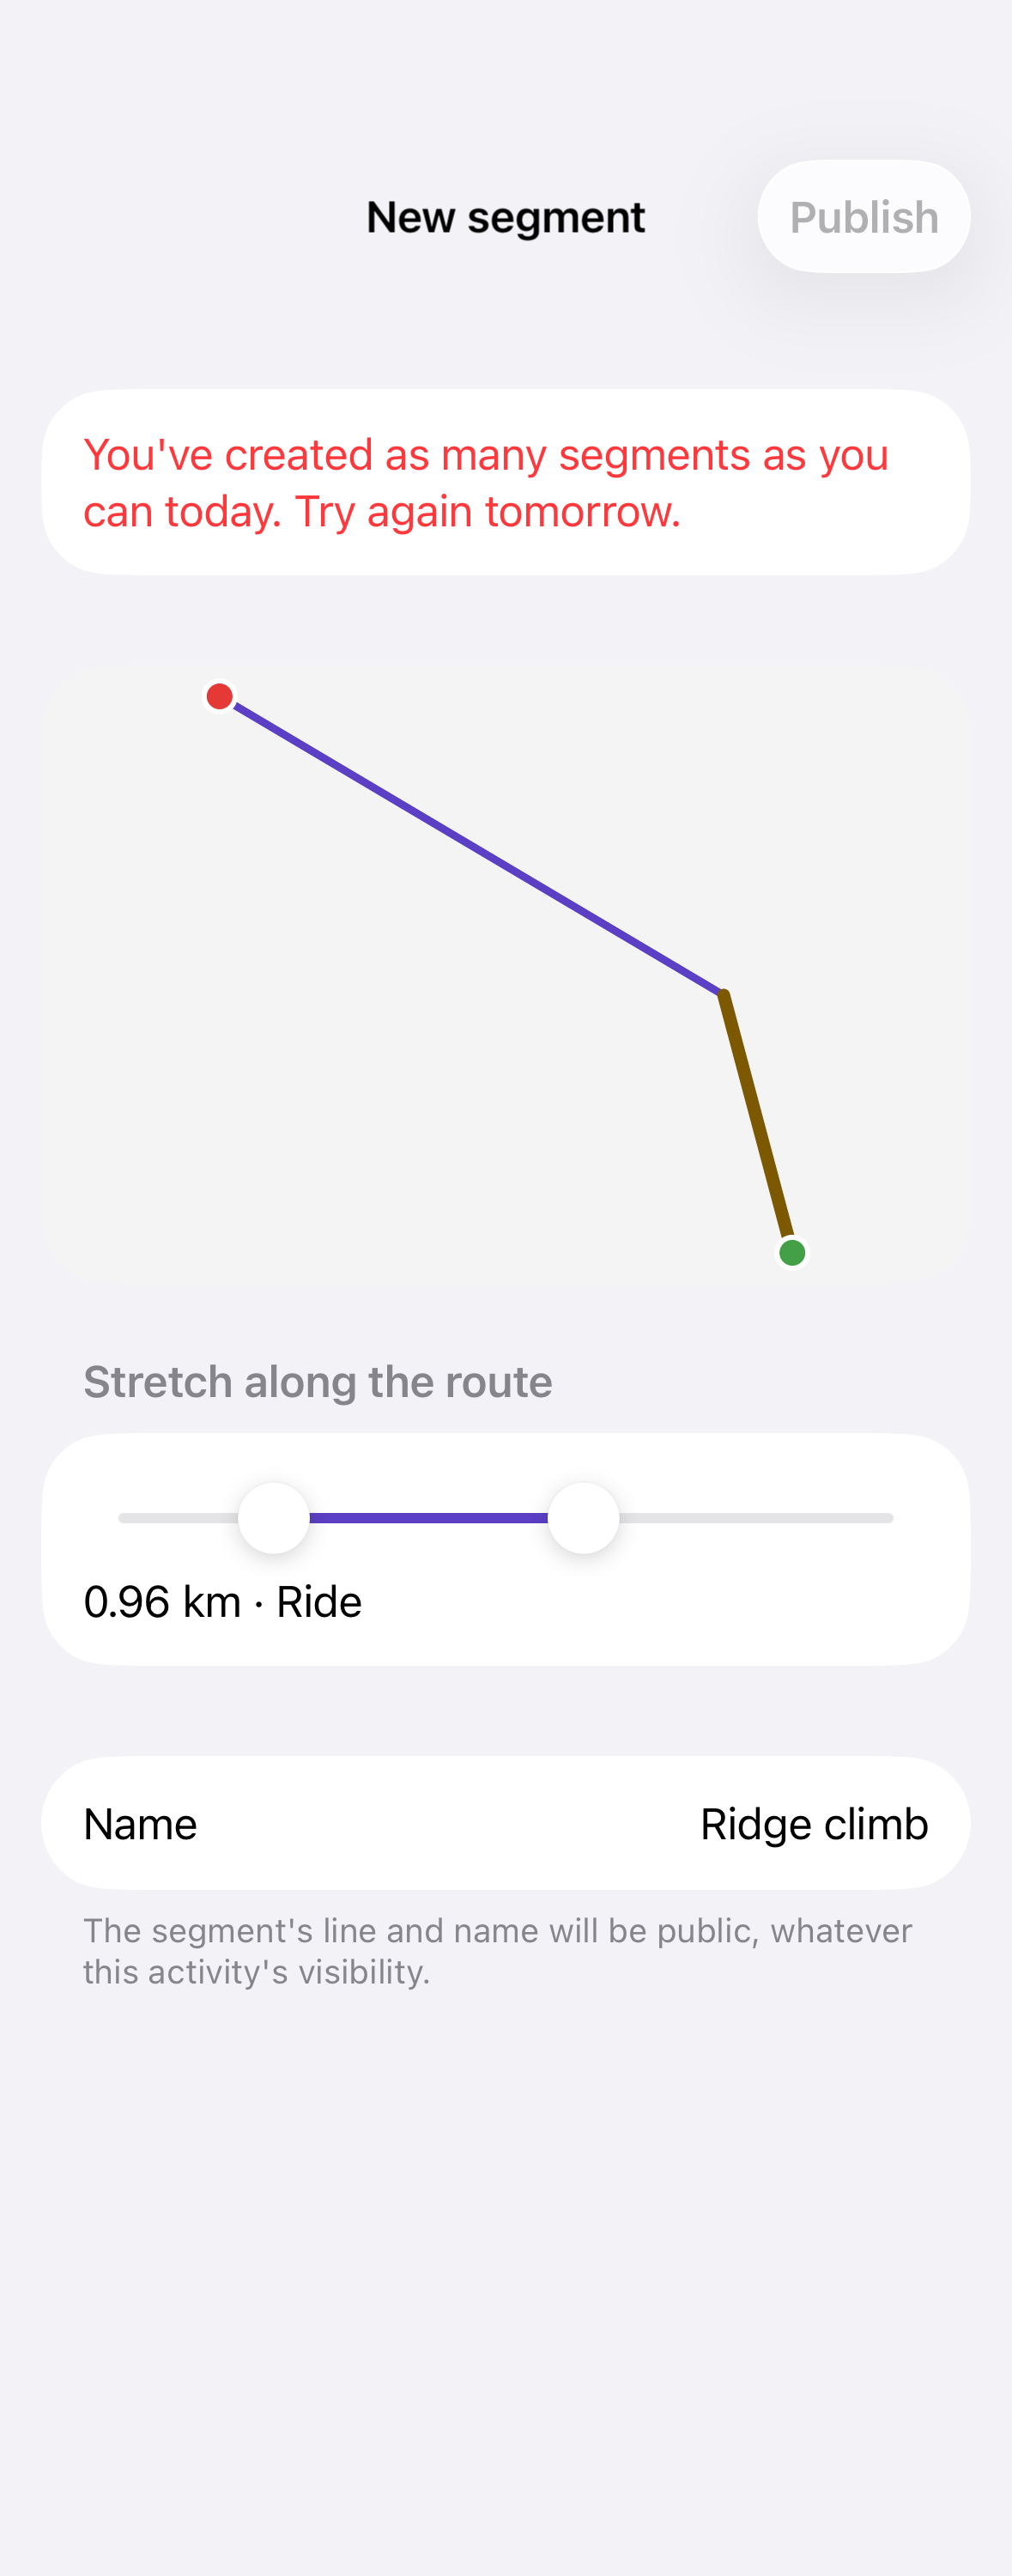 New segment
Publish
You've created as many segments as you
can today. Try again tomorrow.
Stretch along the route
0.96 km · Ride
Name
Ridge climb
The segment's line and name will be public, whatever
this activity's visibility.